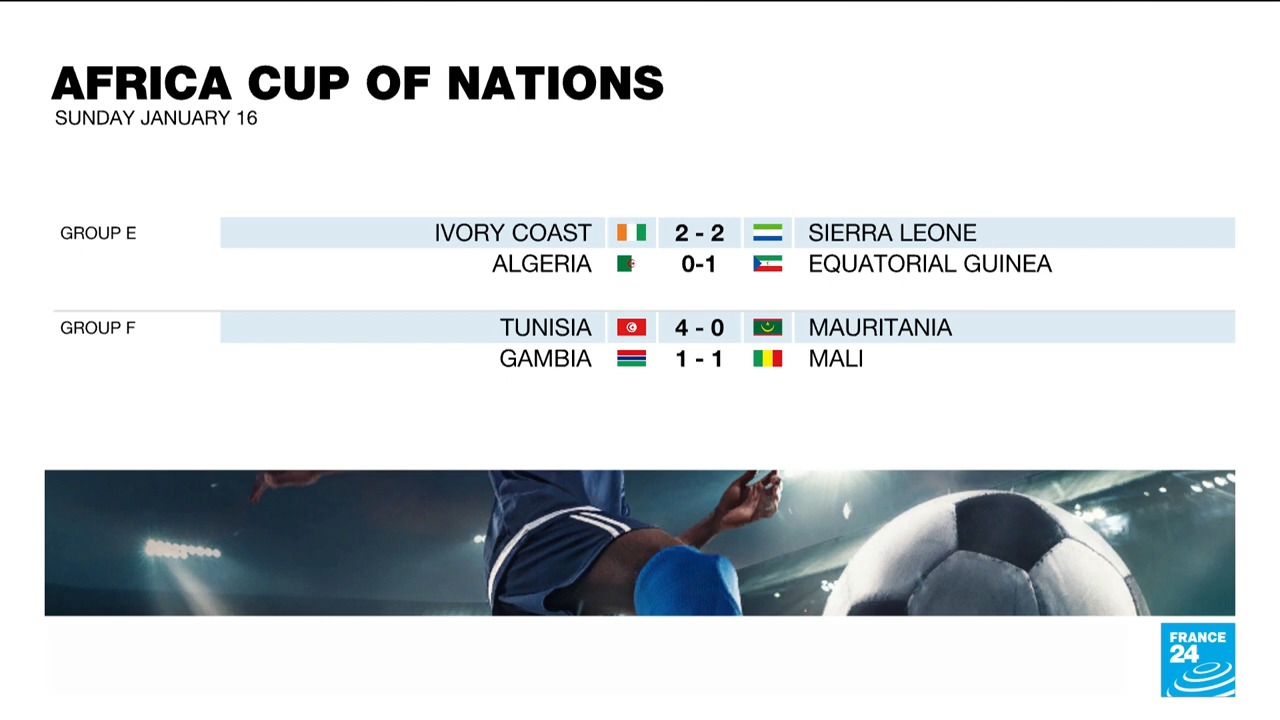 AFRICA CUP OF NATIONS
SUNDAY JANUARY 16
GROUP E IVORY COAST 2 - 2 SIERRA LEONE
ALGERIA 0-1 EQUATORIAL GUINEA
GROUP F TUNISIA 4 - 0 MAURITANIA
GAMBIA 1 - 1 MALI
FRANCE
24